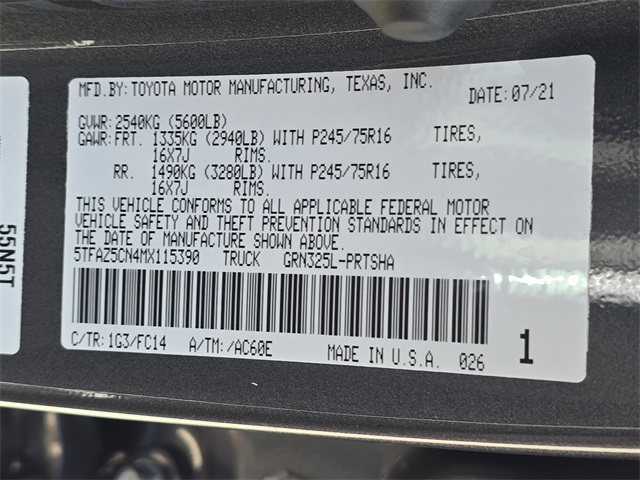 MFD.BY: TOYOTA MOTOR MANUFACTURING, TEXAS, INC.
DATE: 07/21
GVWR: 2540KG (5600LB)
GAWR: FRT. 1335KG (2940LB) WITH P245/75R16 TIRES,
16X7J RIMS.
RR. 1490KG (3280LB) WITH P245/75R16 TIRES,
16X7J RIMS.
THIS VEHICLE CONFORMS TO ALL APPLICABLE FEDERAL MOTOR
VEHICLE SAFETY AND THEFT PREVENTION STANDARDS IN EFFECT ON
THE DATE OF MANUFACTURE SHOWN ABOVE.
5TFAZ5CN4MX115390 TRUCK GRN325L-PRTSHA
C/TR: 1G3/FC14 A/TM: /AC60E MADE IN U.S.A. 026 1
55N5T